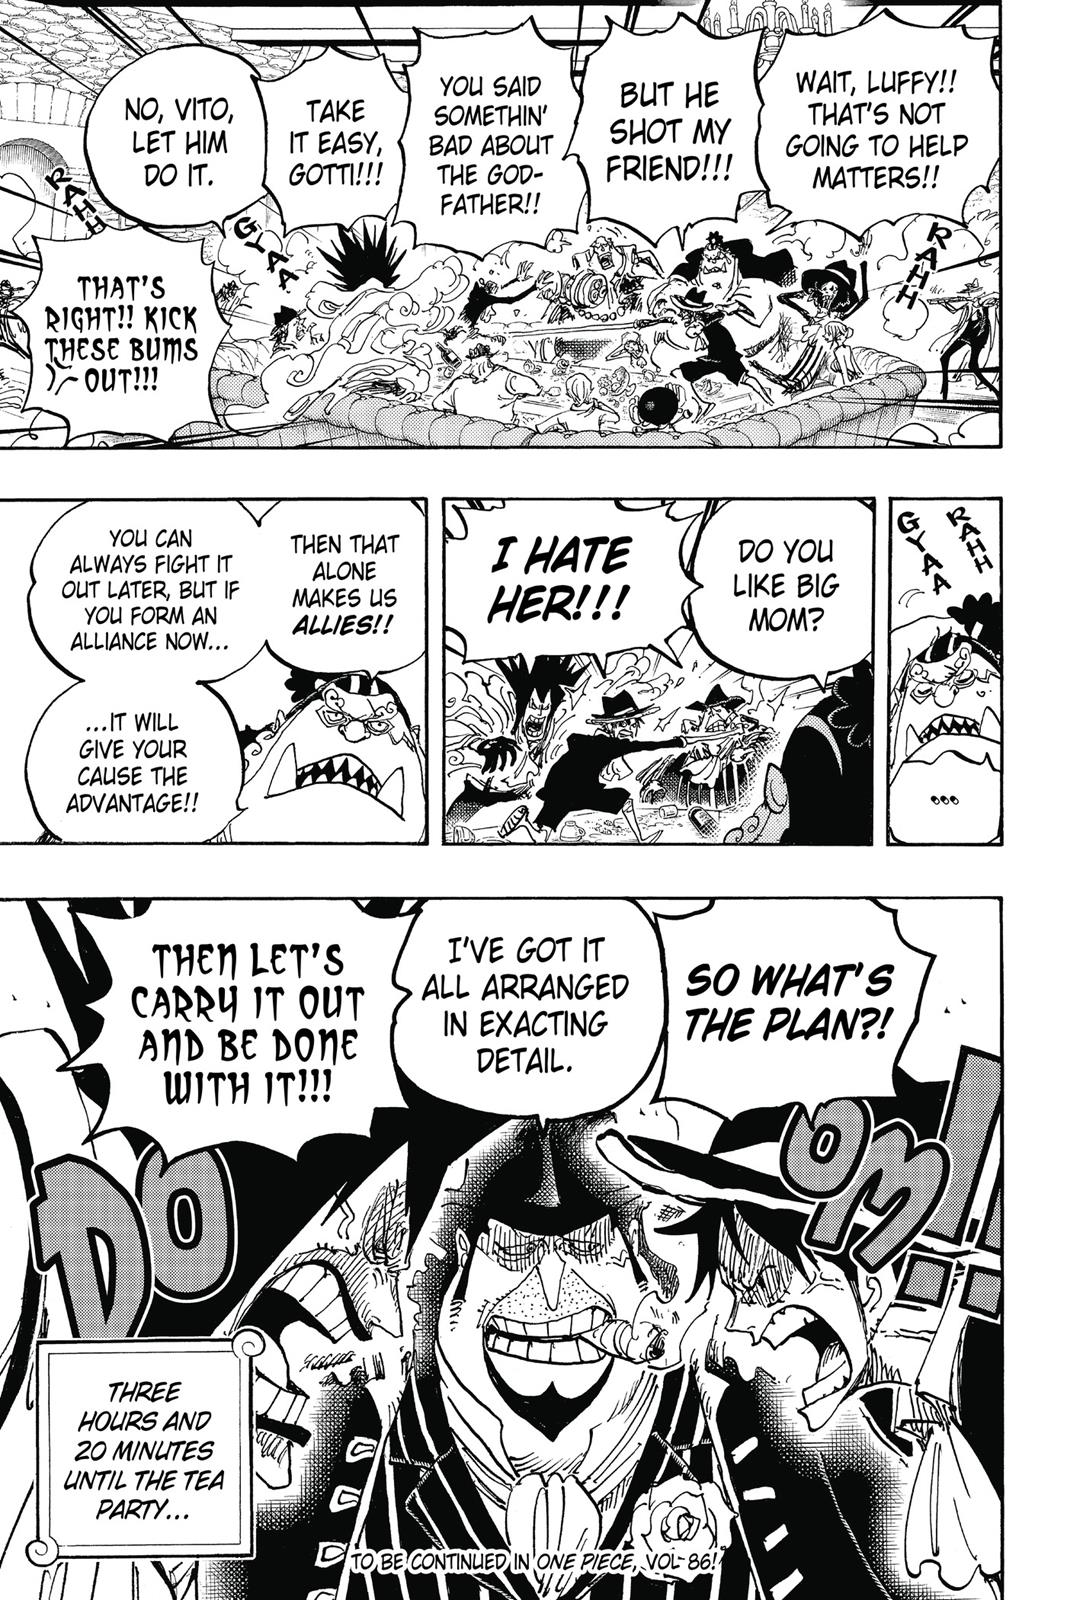 WAIT, LUFFY!!
THAT'S NOT
GOING TO HELP
MATTERS!!
BUT HE
SHOT MY
FRIEND!!!
YOU SAID
SOMETHIN'
BAD ABOUT
THE GOD-
FATHER!!
TAKE
IT EASY,
GOTTI!!!
NO, VITO,
LET HIM
DO IT.
RAHH
GYAA
RAHH
THAT'S
RIGHT!! KICK
THESE BUMS
OUT!!!
RAHH
GYAA
...
DO YOU
LIKE BIG
MOM?
I HATE
HER!!!
THEN THAT
ALONE
MAKES US
ALLIES!!
YOU CAN
ALWAYS FIGHT IT
OUT LATER, BUT IF
YOU FORM AN
ALLIANCE NOW...
...IT WILL
GIVE YOUR
CAUSE THE
ADVANTAGE!!
SO WHAT'S
THE PLAN?!
I'VE GOT IT
ALL ARRANGED
IN EXACTING
DETAIL.
THEN LET'S
CARRY IT OUT
AND BE DONE
WITH IT!!!
DOOM!!
THREE
HOURS AND
20 MINUTES
UNTIL THE TEA
PARTY...
TO BE CONTINUED IN ONE PIECE, VOL. 86!